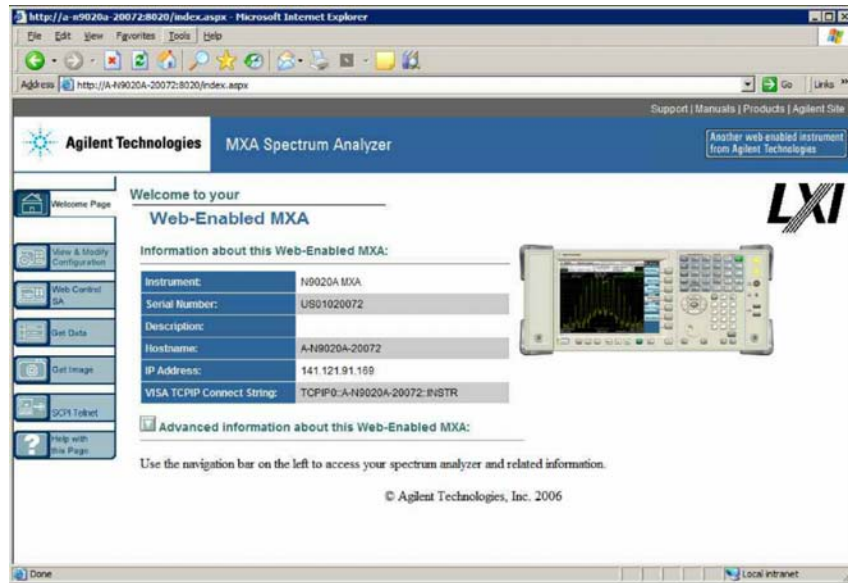 http://a-n9020a-20072:8020/index.aspx - Microsoft Internet Explorer
File Edit View Favorites Tools Help
Address http://A-N9020A-20072:8020/index.aspx Go Links »
Support | Manuals | Products | Agilent Site
Agilent Technologies
MXA Spectrum Analyzer
Another web-enabled instrument
from Agilent Technologies
Welcome Page
View & Modify
Configuration
Web Control
SA
Get Data
Get Image
SCPI Telnet
Help with
this Page
Welcome to your
Web-Enabled MXA
LXI
Information about this Web-Enabled MXA:
Instrument: N9020A MXA
Serial Number: US01020072
Description:
Hostname: A-N9020A-20072
IP Address: 141.121.91.169
VISA TCPIP Connect String: TCPIP0::A-N9020A-20072::INSTR
Advanced information about this Web-Enabled MXA:
Use the navigation bar on the left to access your spectrum analyzer and related information.
© Agilent Technologies, Inc. 2006
Done
Local intranet